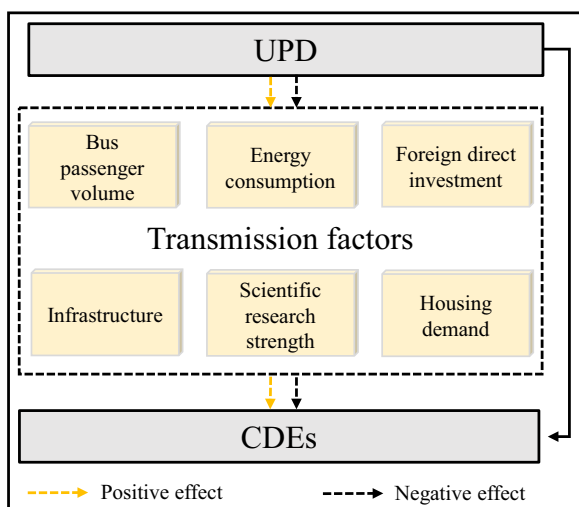 UPD
Bus
passenger
volume
Energy
consumption
Foreign direct
investment
Transmission factors
Infrastructure
Scientific
research
strength
Housing
demand
CDEs
Positive effect
Negative effect